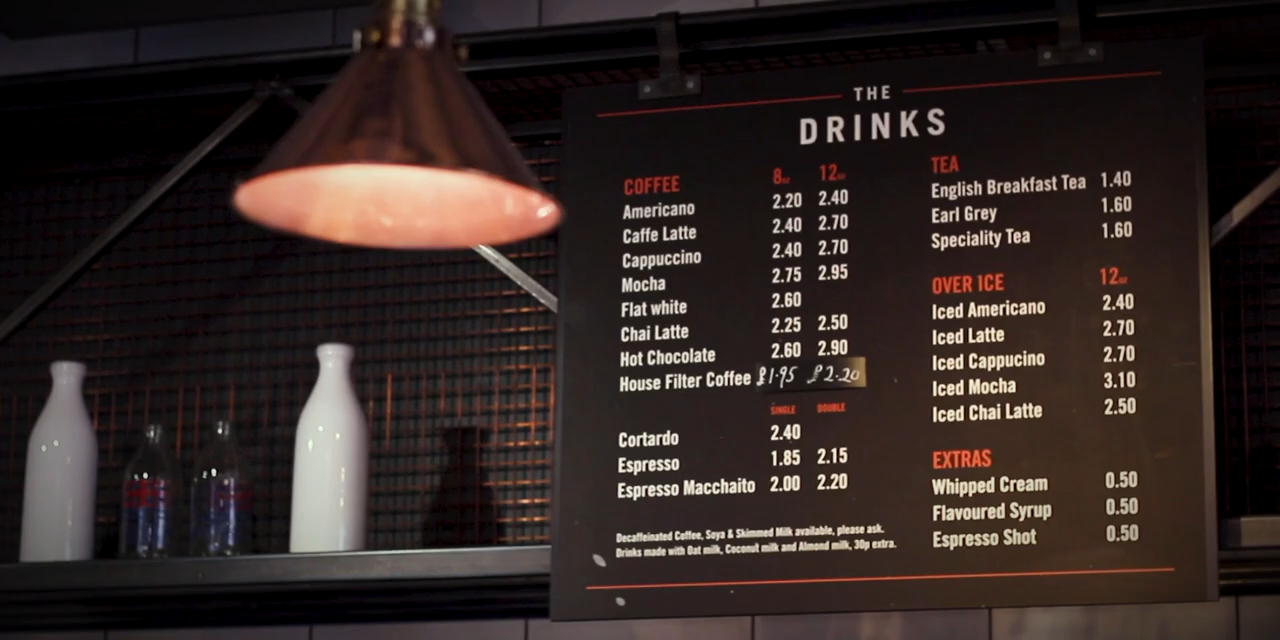 THE
DRINKS
COFFEE 8oz 12oz
Americano 2.20 2.40
Caffe Latte 2.40 2.70
Cappuccino 2.40 2.70
Mocha 2.75 2.95
Flat white 2.60
Chai Latte 2.25 2.50
Hot Chocolate 2.60 2.90
House Filter Coffee £1.95 £2.20
SINGLE DOUBLE
Cortardo 2.40
Espresso 1.85 2.15
Espresso Macchaito 2.00 2.20
Decaffeinated Coffee, Soya & Skimmed Milk available, please ask.
Drinks made with Oat milk, Coconut milk and Almond milk, 30p extra.
TEA
English Breakfast Tea 1.40
Earl Grey 1.60
Speciality Tea 1.60
OVER ICE 12oz
Iced Americano 2.40
Iced Latte 2.70
Iced Cappucino 2.70
Iced Mocha 3.10
Iced Chai Latte 2.50
EXTRAS
Whipped Cream 0.50
Flavoured Syrup 0.50
Espresso Shot 0.50